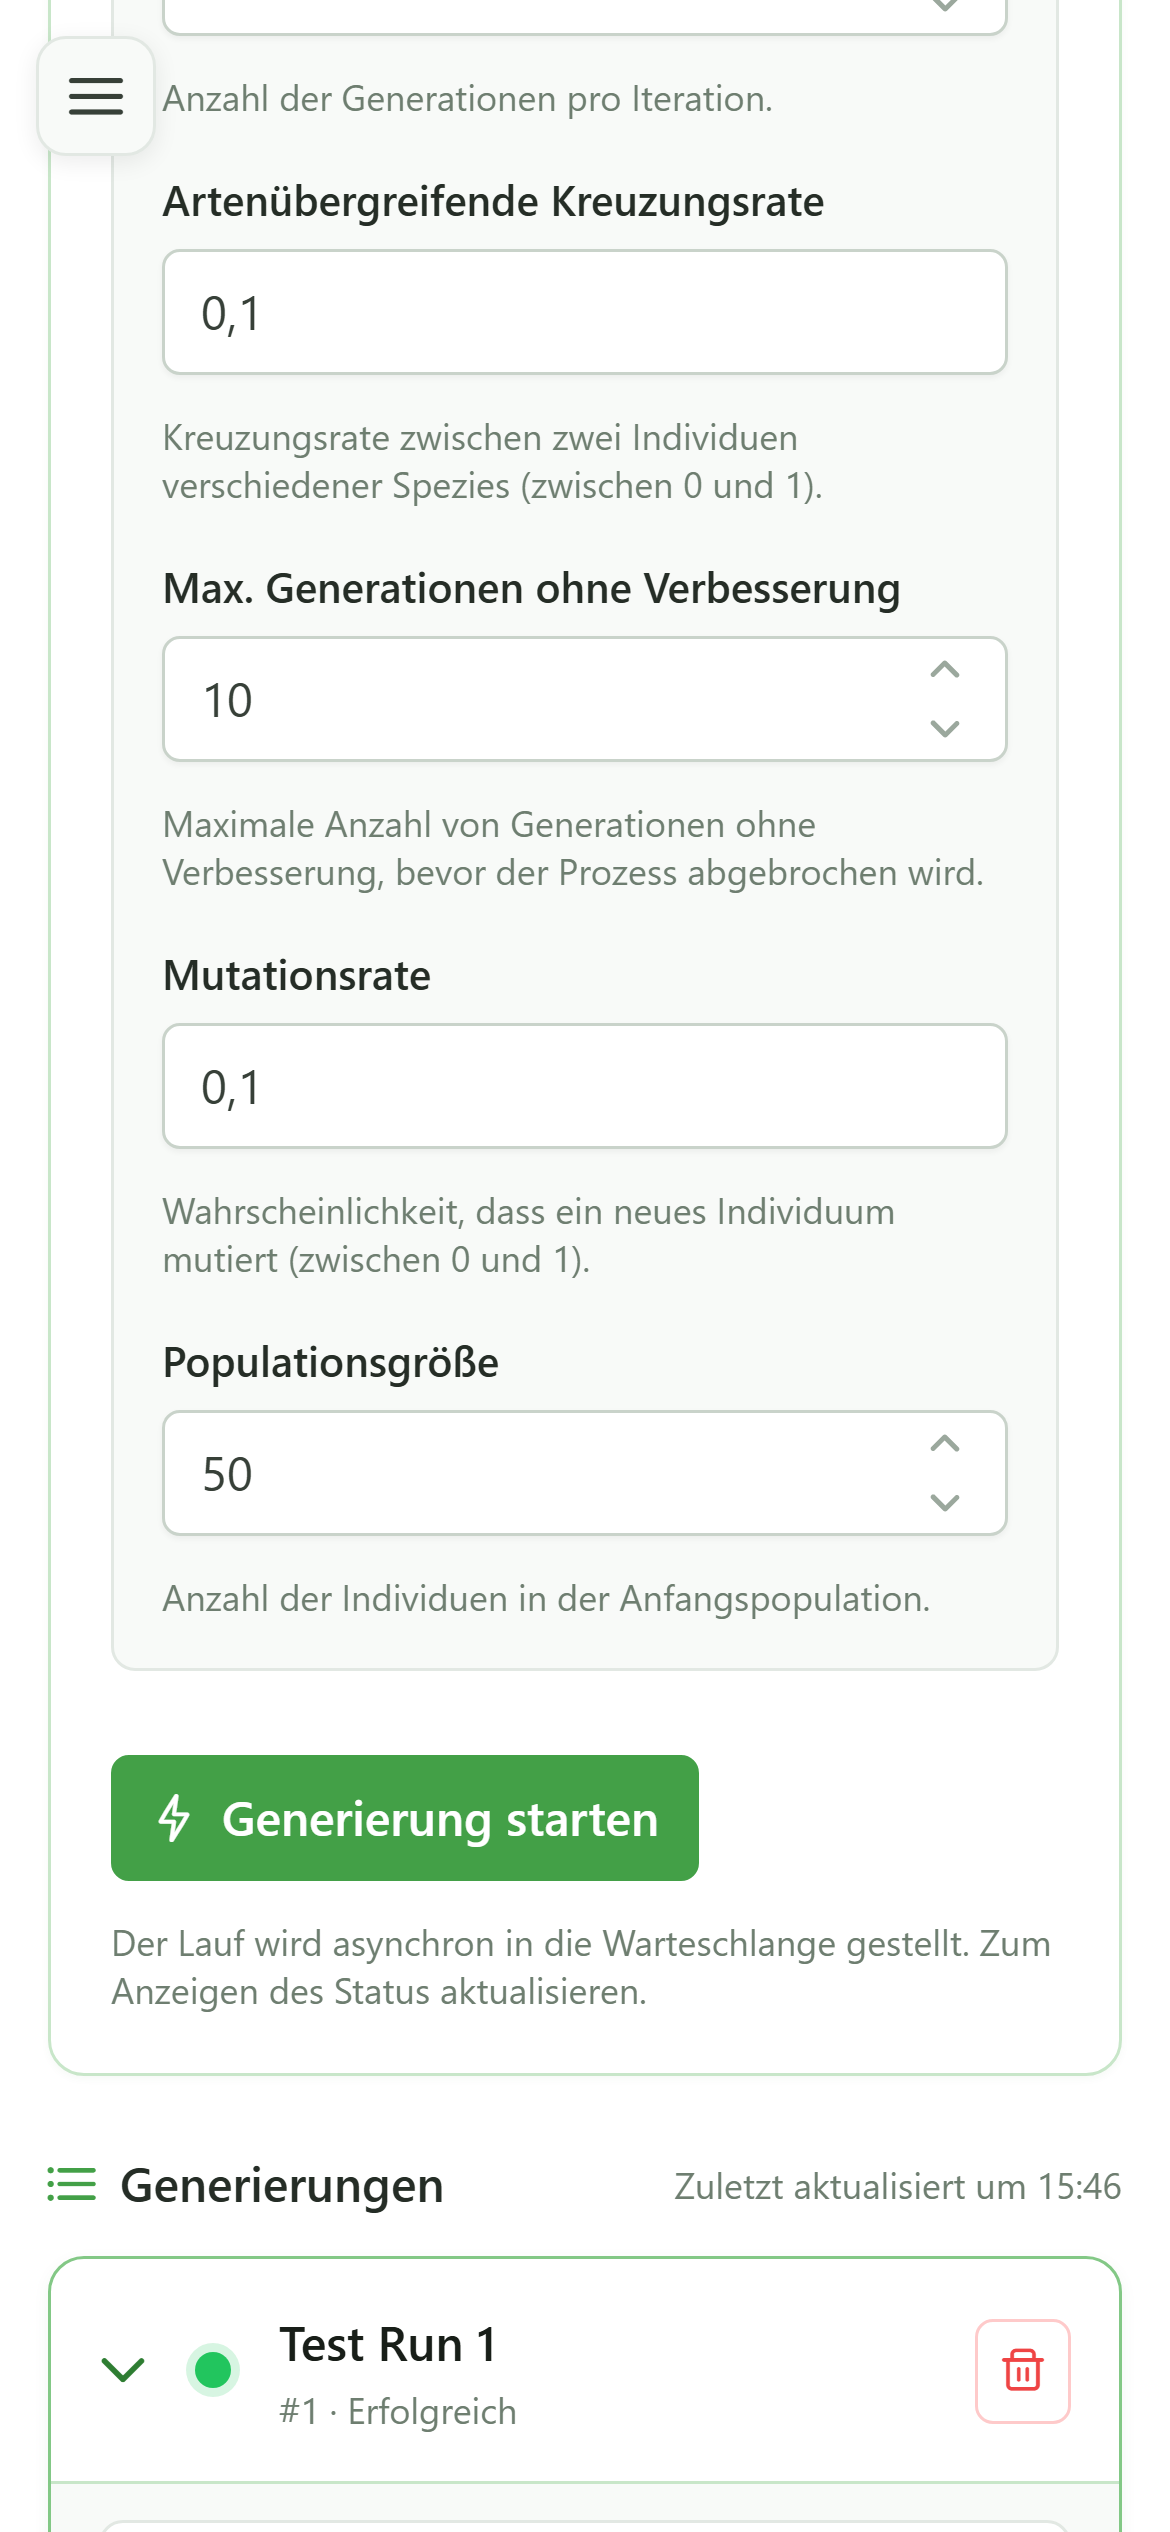 Anzahl der Generationen pro Iteration.
Artenübergreifende Kreuzungsrate
0,1
Kreuzungsrate zwischen zwei Individuen
verschiedener Spezies (zwischen 0 und 1).
Max. Generationen ohne Verbesserung
10
Maximale Anzahl von Generationen ohne
Verbesserung, bevor der Prozess abgebrochen wird.
Mutationsrate
0,1
Wahrscheinlichkeit, dass ein neues Individuum
mutiert (zwischen 0 und 1).
Populationsgröße
50
Anzahl der Individuen in der Anfangspopulation.
Generierung starten
Der Lauf wird asynchron in die Warteschlange gestellt. Zum
Anzeigen des Status aktualisieren.
Generierungen
Zuletzt aktualisiert um 15:46
Test Run 1
#1 · Erfolgreich